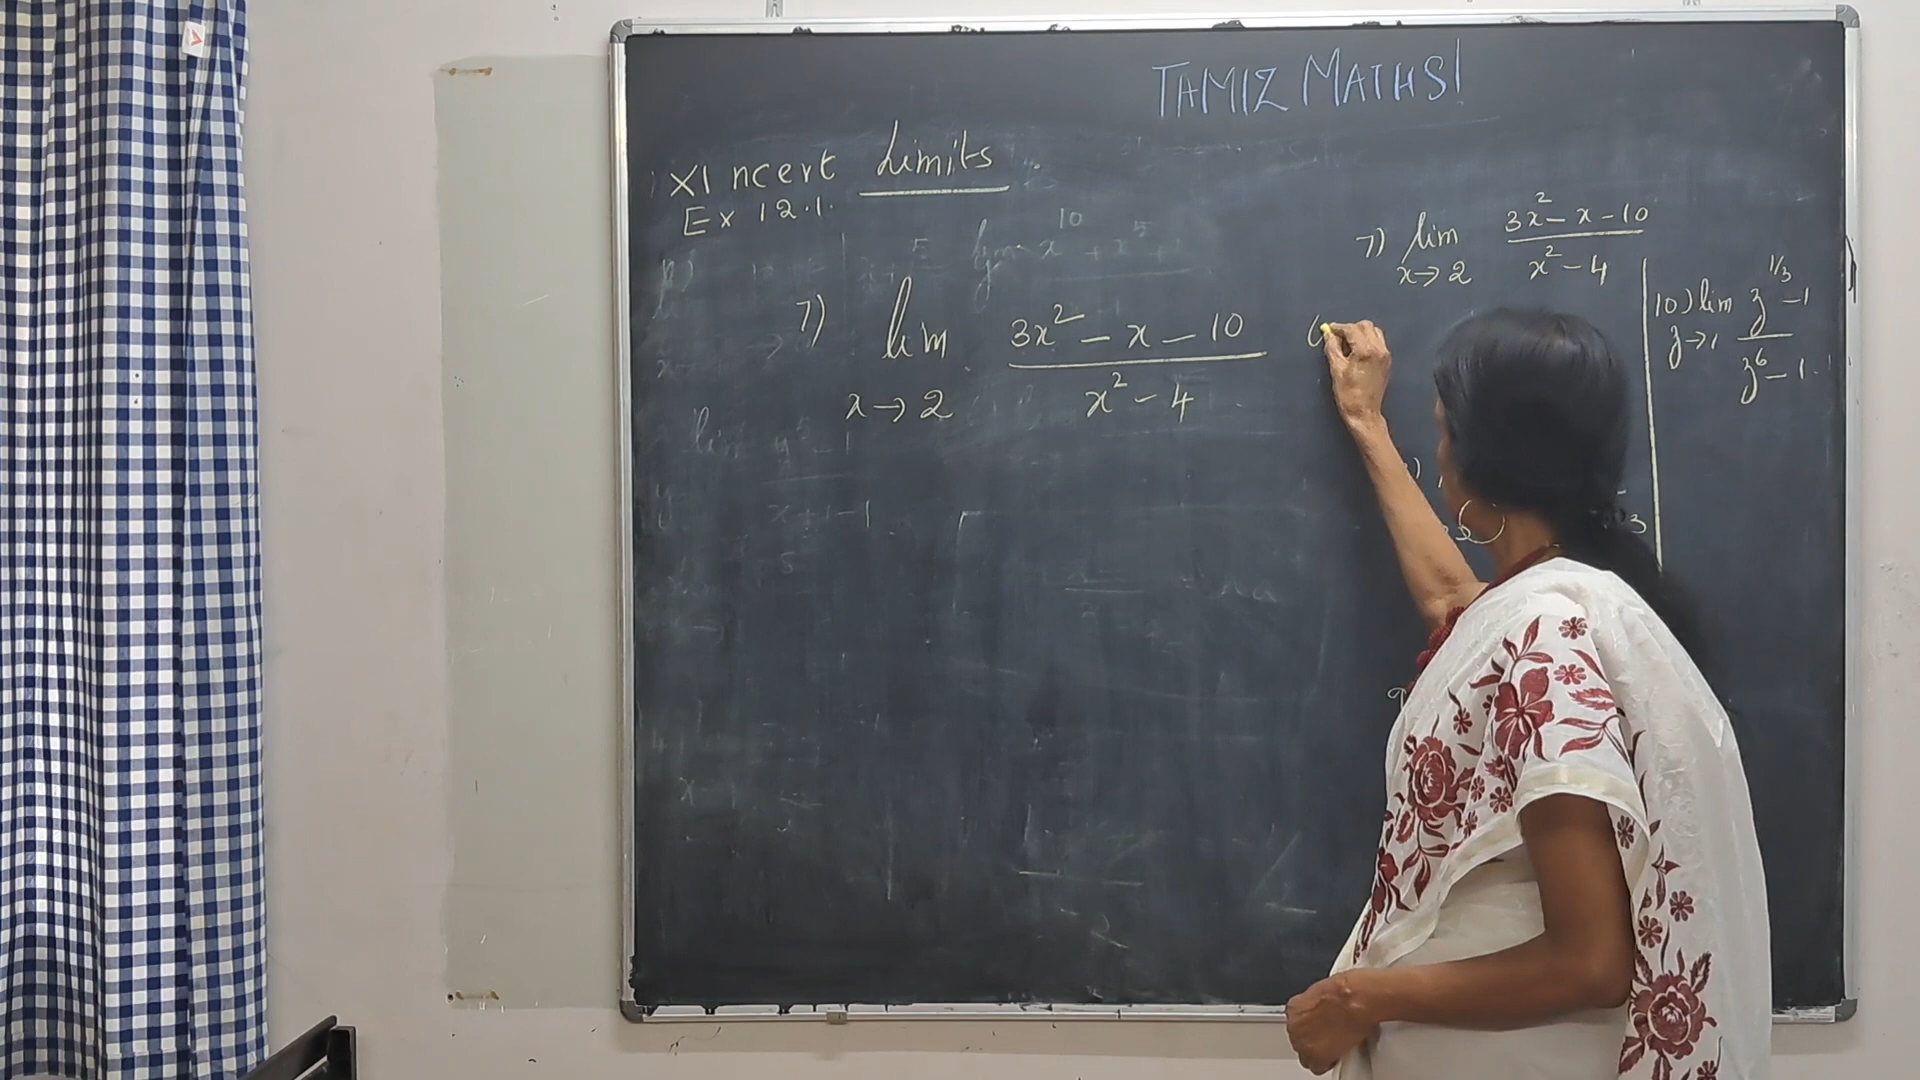 TAMIZ MATHS!
XI ncert Limits
Ex 12.1.
7) lim x→2 3x² - x - 10 / x² - 4
7) lim x→2 3x² - x - 10 / x² - 4
10) lim z→1 z^1/3 - 1 / z⁶ - 1.